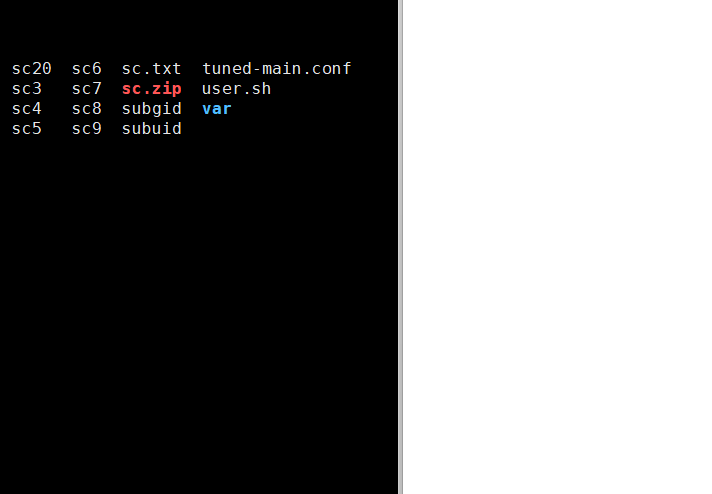 sc20  sc6  sc.txt  tuned-main.conf
sc3   sc7  sc.zip  user.sh
sc4   sc8  subgid  var
sc5   sc9  subuid